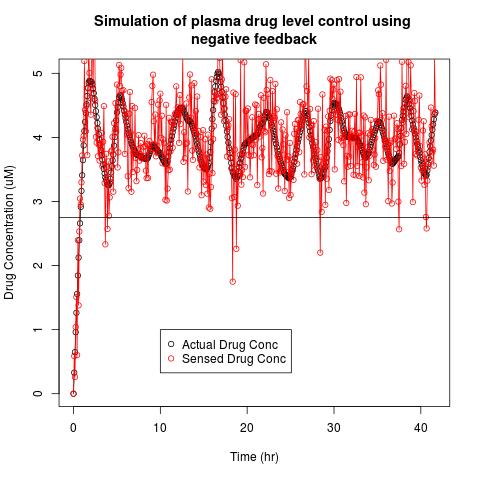 Simulation of plasma drug level control using
negative feedback
Drug Concentration (uM)
5
4
3
2
1
0
Actual Drug Conc
Sensed Drug Conc
0 10 20 30 40
Time (hr)